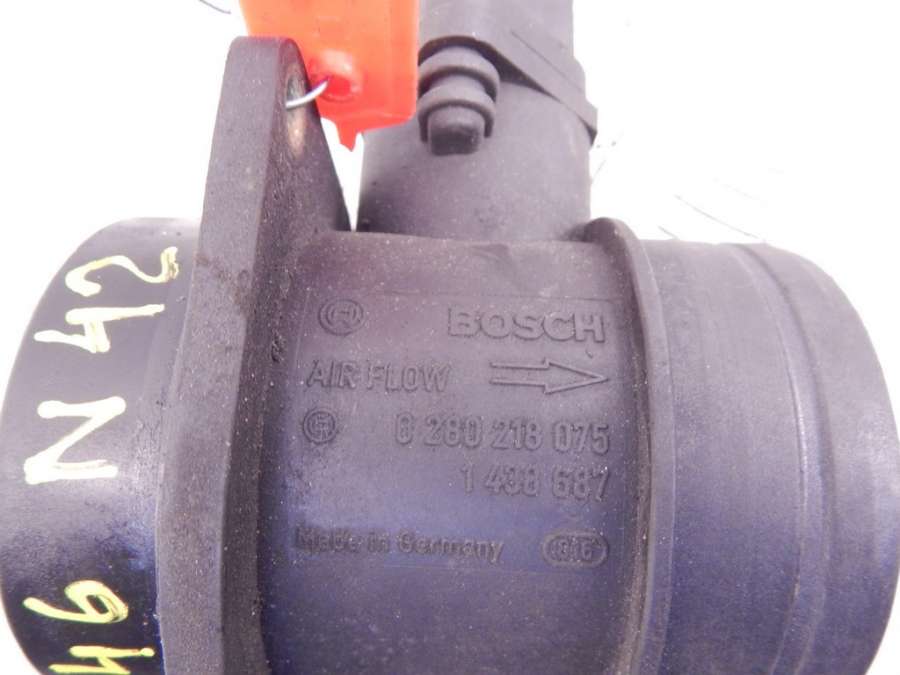 BOSCH
AIR FLOW
0 280 218 075
1 438 687
Made in Germany
N 42
46